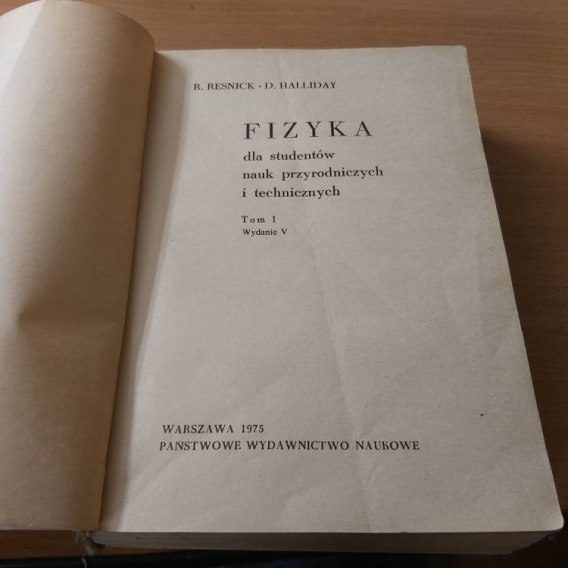 R. RESNICK · D. HALLIDAY
FIZYKA
dla studentów
nauk przyrodniczych
i technicznych
Tom I
Wydanie V
WARSZAWA 1975
PAŃSTWOWE WYDAWNICTWO NAUKOWE